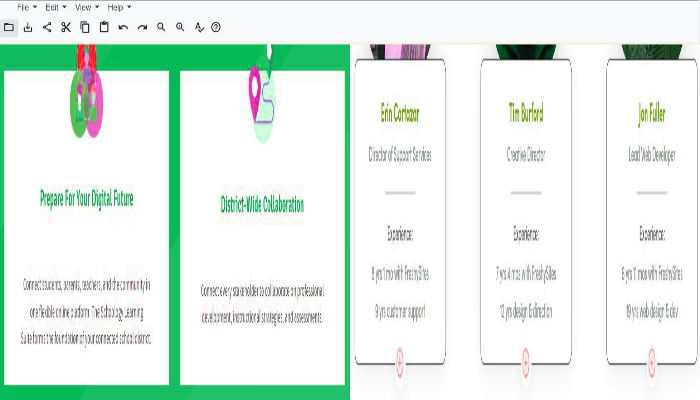 File Edit View Help
Prepare For Your Digital Future
Connect students, parents, teachers, and the community in
one flexible online platform. The Schoology Learning
Suite forms the foundation of your connected school district.
District-Wide Collaboration
Connect every stakeholder to collaborate on professional
development, instructional strategies, and assessments.
Erin Cortazar
Director of Support Services
Experience:
8 yrs 1 mo with FreshySites
9 yrs customer support
Tim Burford
Creative Director
Experience:
7 yrs 4 mos with FreshySites
12 yrs design & direction
Jon Fuller
Lead Web Developer
Experience:
6 yrs 11 mos with FreshySites
19 yrs web design & dev